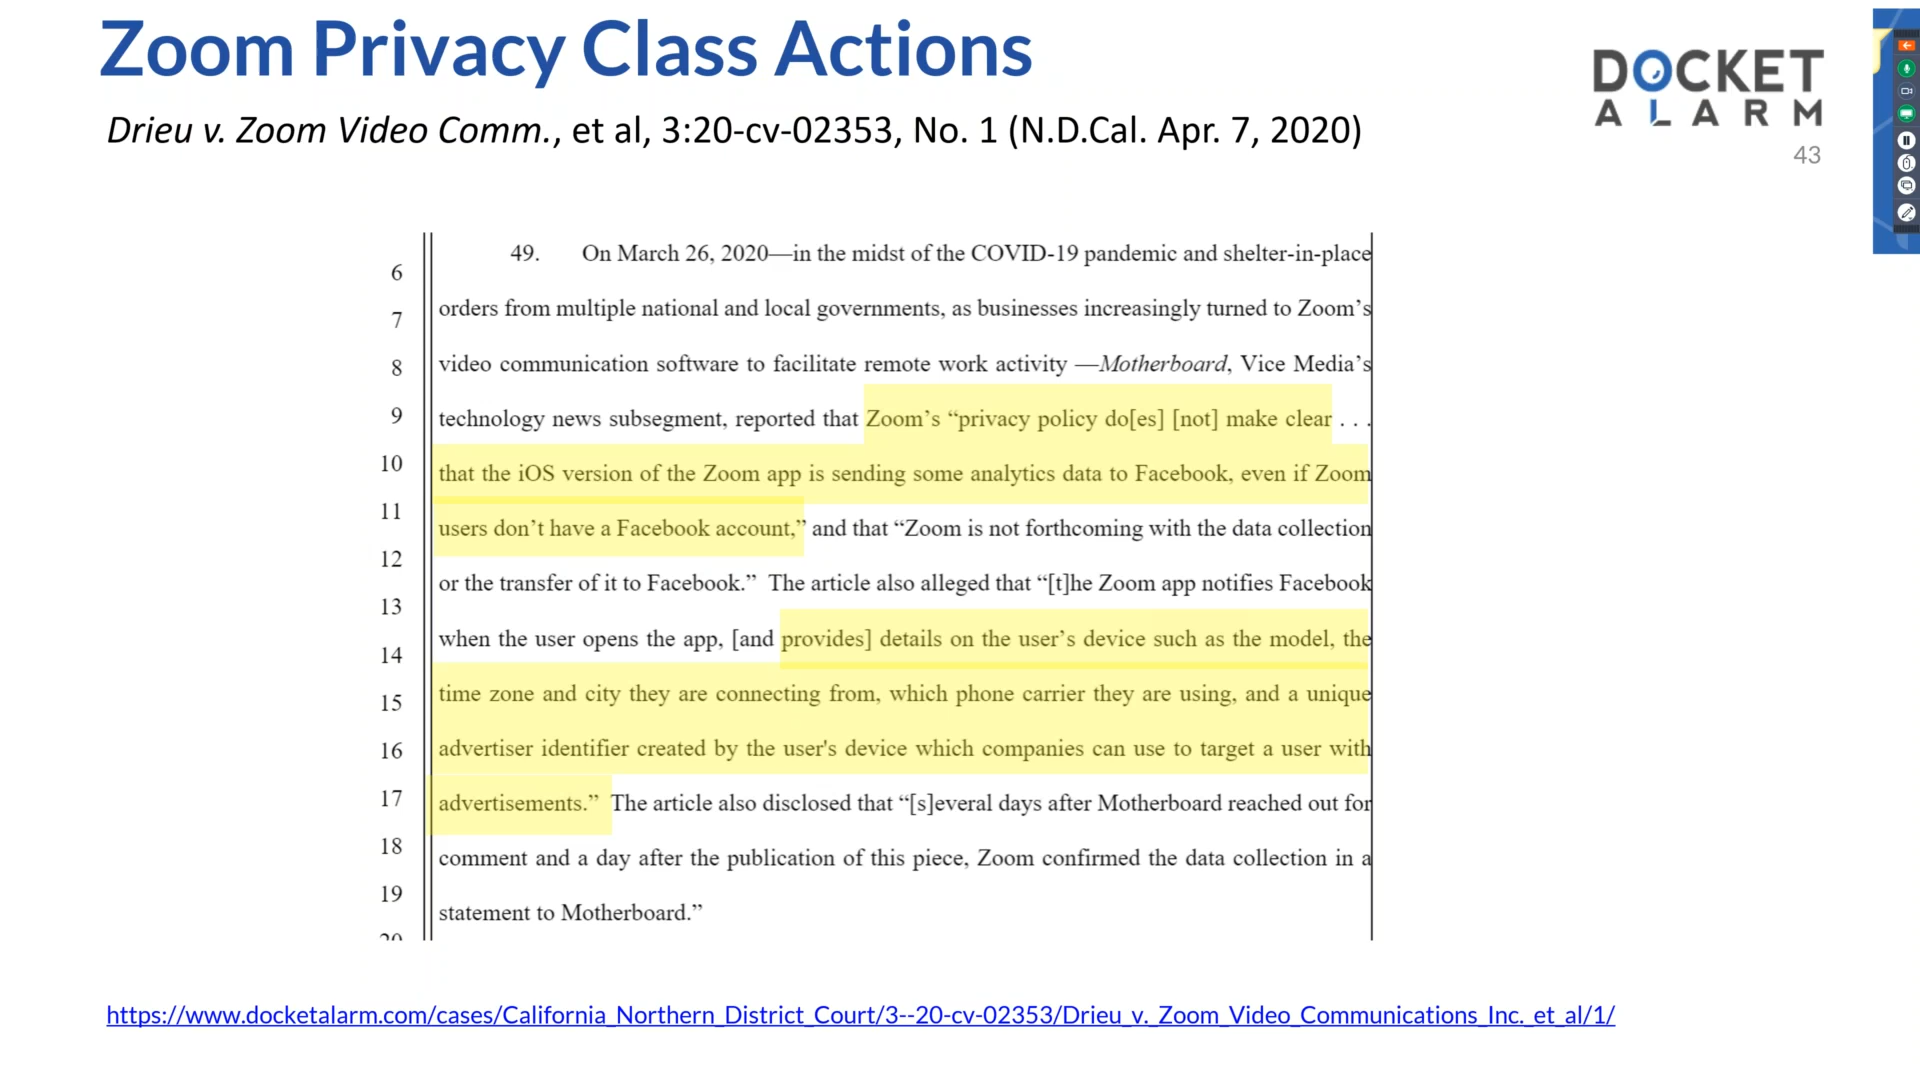 Zoom Privacy Class Actions
DOCKET
ALARM
Drieu v. Zoom Video Comm., et al, 3:20-cv-02353, No. 1 (N.D.Cal. Apr. 7, 2020)
43
49. On March 26, 2020—in the midst of the COVID-19 pandemic and shelter-in-place
6
orders from multiple national and local governments, as businesses increasingly turned to Zoom’s
7
video communication software to facilitate remote work activity —Motherboard, Vice Media’s
8
technology news subsegment, reported that Zoom’s “privacy policy do[es] [not] make clear . . .
9
that the iOS version of the Zoom app is sending some analytics data to Facebook, even if Zoom
10
users don’t have a Facebook account,” and that “Zoom is not forthcoming with the data collection
11
or the transfer of it to Facebook.” The article also alleged that “[t]he Zoom app notifies Facebook
12
13
when the user opens the app, [and provides] details on the user’s device such as the model, the
14
time zone and city they are connecting from, which phone carrier they are using, and a unique
15
advertiser identifier created by the user's device which companies can use to target a user with
16
advertisements.” The article also disclosed that “[s]everal days after Motherboard reached out for
17
comment and a day after the publication of this piece, Zoom confirmed the data collection in a
18
statement to Motherboard.”
19
20
https://www.docketalarm.com/cases/California_Northern_District_Court/3--20-cv-02353/Drieu_v._Zoom_Video_Communications_Inc._et_al/1/